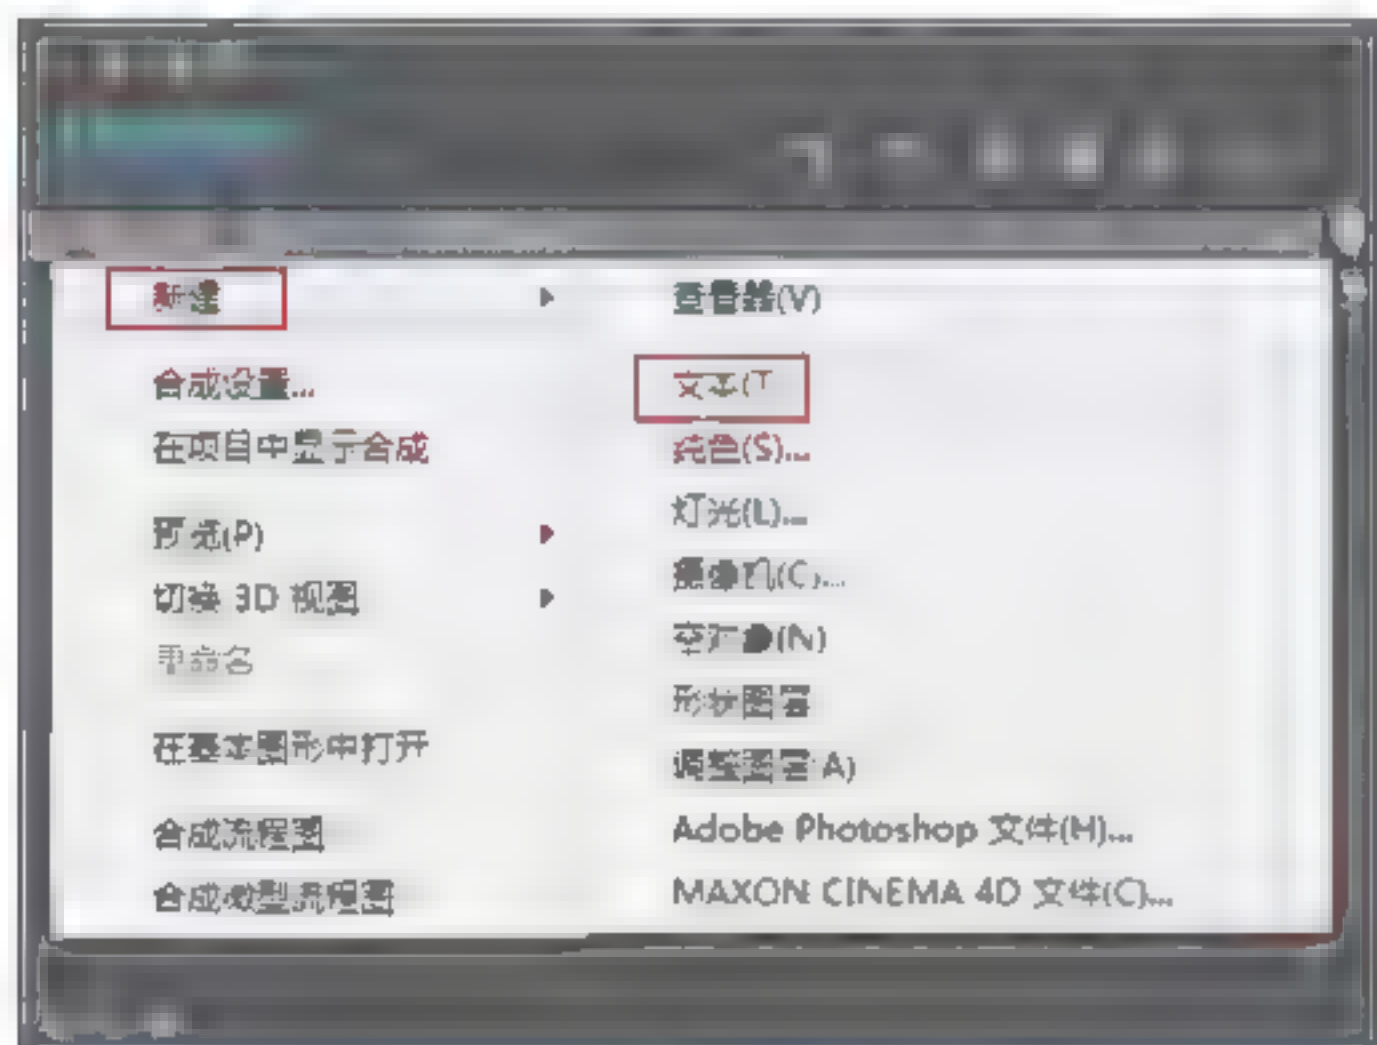 新建
合成设置...
在项目中显示合成
预览(P)
切换 3D 视图
重命名
在基本图形中打开
合成流程图
合成微型流程图
查看器(V)
文本(T
纯色(S)...
灯光(L)...
摄像机(C)...
空对象(N)
形状图层
调整图层(A)
Adobe Photoshop 文件(H)...
MAXON CINEMA 4D 文件(C)...